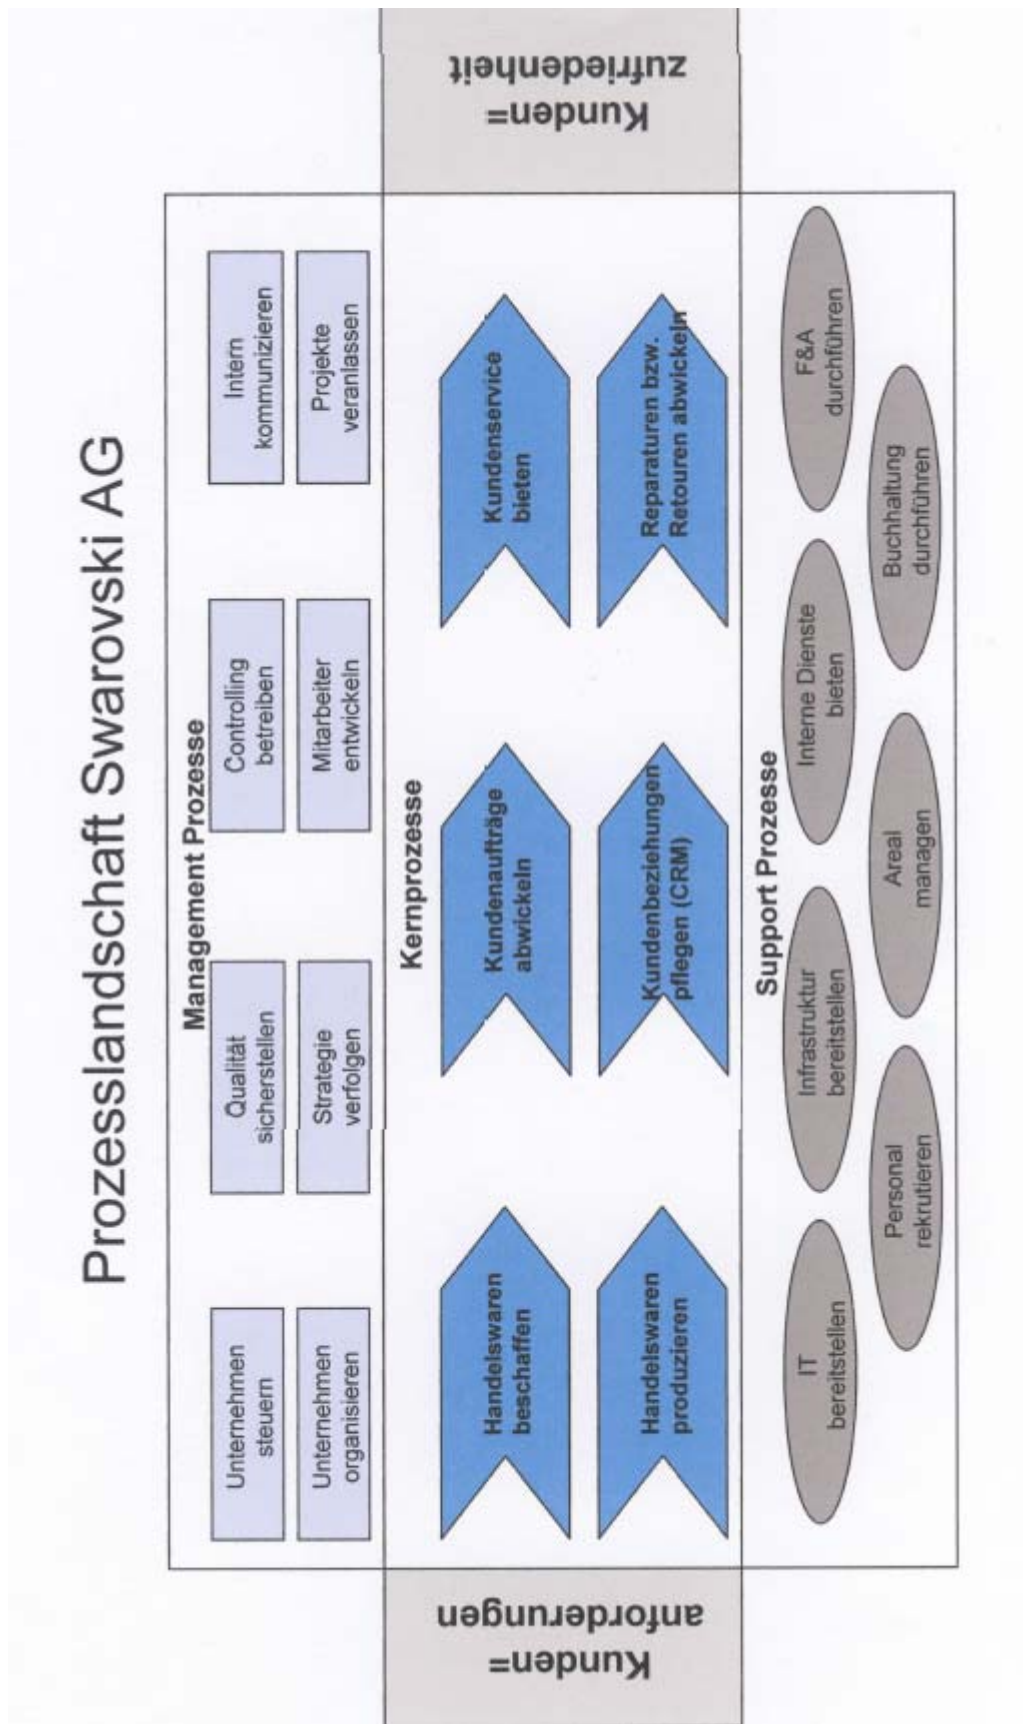 Prozesslandschaft Swarovski AG
Kunden=
anforderungen
Management Prozesse
Unternehmen
steuern
Qualität
sicherstellen
Controlling
betreiben
Intern
kommunizieren
Unternehmen
organisieren
Strategie
verfolgen
Mitarbeiter
entwickeln
Projekte
veranlassen
Kernprozesse
Handelswaren
beschaffen
Kundenaufträge
abwickeln
Kundenservice
bieten
Handelswaren
produzieren
Kundenbeziehungen
pflegen (CRM)
Reparaturen bzw.
Retouren abwickeln
Support Prozesse
IT
bereitstellen
Infrastruktur
bereitstellen
Interne Dienste
bieten
F&A
durchführen
Personal
rekrutieren
Areal
managen
Buchhaltung
durchführen
Kunden=
zufriedenheit